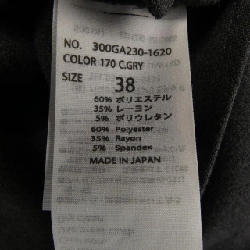 NO. 300GA230-1620
COLOR 170 C.GRY
SIZE
38
60% ポリエステル
35% レーヨン
5% ポリウレタン
60% Polyester
35% Rayon
5% Spandex
MADE IN JAPAN